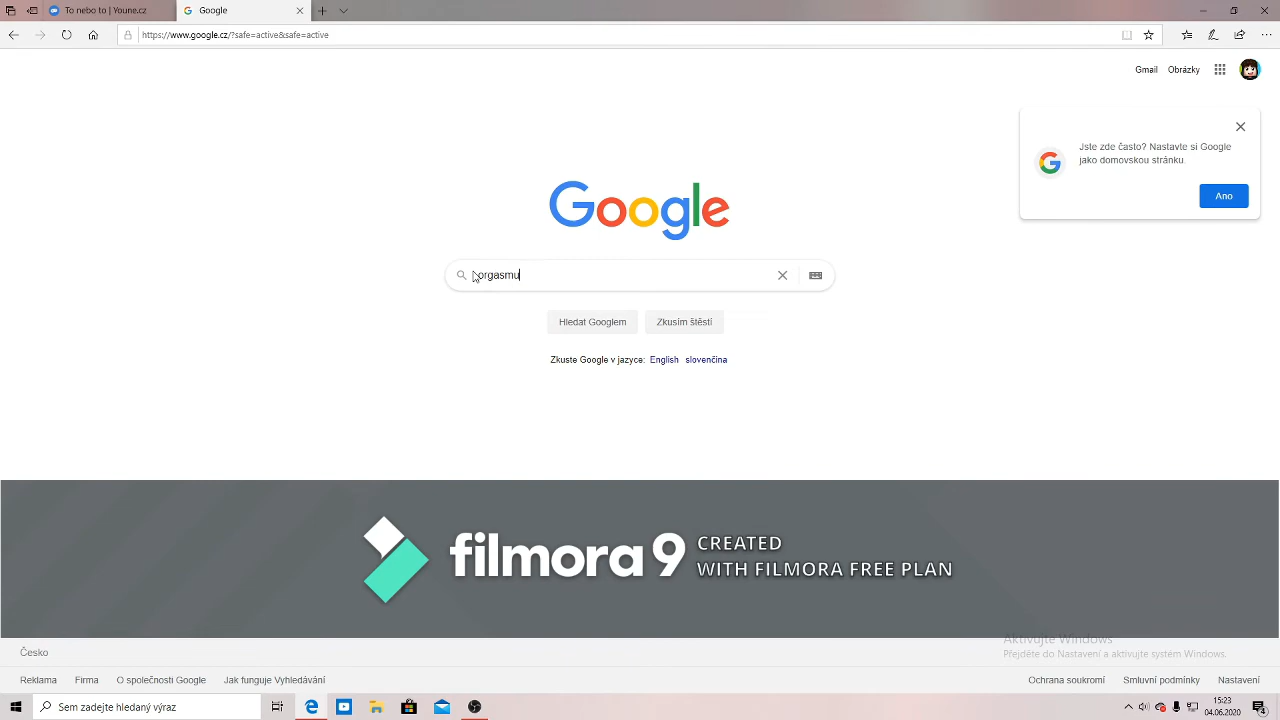 To nebo to | Youne.cz
Google
https://www.google.cz/?safe=active&safe=active
Gmail
Obrázky
Jste zde často? Nastavte si Google
jako domovskou stránku.
Ano
Google
orgasmu
Hledat Googlem
Zkusím štěstí
Zkuste Google v jazyce: English slovenčina
filmora 9
CREATED
WITH FILMORA FREE PLAN
Aktivujte Windows
Přejděte do Nastavení a aktivujte systém Windows.
Česko
Reklama
Firma
O společnosti Google
Jak funguje Vyhledávání
Ochrana soukromí
Smluvní podmínky
Nastavení
Sem zadejte hledaný výraz
15:23
04.06.2020
4